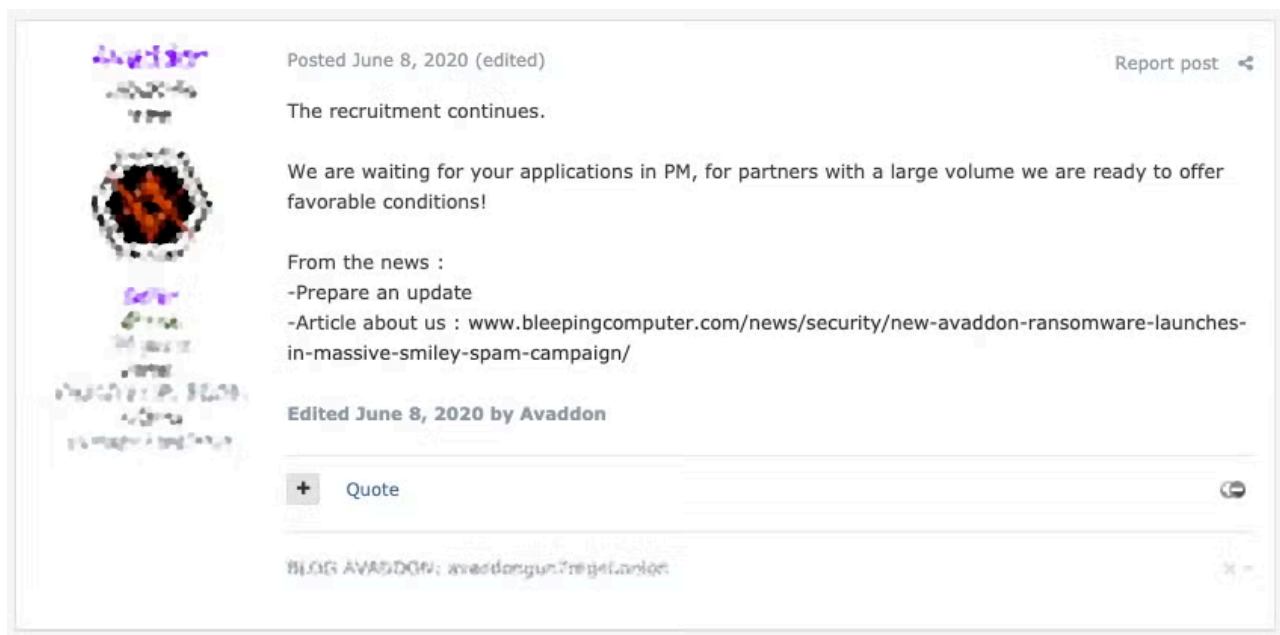 Posted June 8, 2020 (edited)
Report post
The recruitment continues.
We are waiting for your applications in PM, for partners with a large volume we are ready to offer
favorable conditions!
From the news :
-Prepare an update
-Article about us : www.bleepingcomputer.com/news/security/new-avaddon-ransomware-launches-
in-massive-smiley-spam-campaign/
Edited June 8, 2020 by Avaddon
+ Quote
BLOG AVADDON: